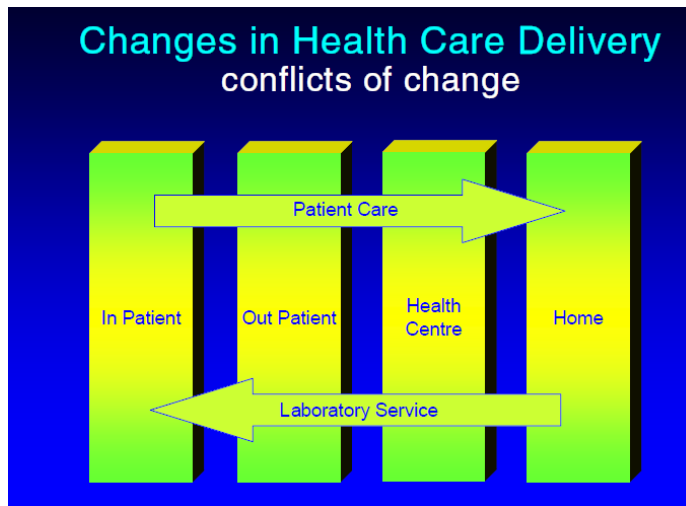 Changes in Health Care Delivery
conflicts of change
Patient Care
In Patient
Out Patient
Health
Centre
Home
Laboratory Service